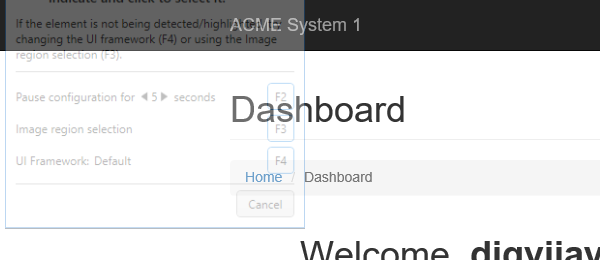 indicate and click to select it.
If the element is not being detected/highlighted, try
changing the UI framework (F4) or using the Image
region selection (F3).
Pause configuration for 5 seconds F2
Image region selection F3
UI Framework: Default F4
Cancel
ACME System 1
Dashboard
Home / Dashboard
Welcome,